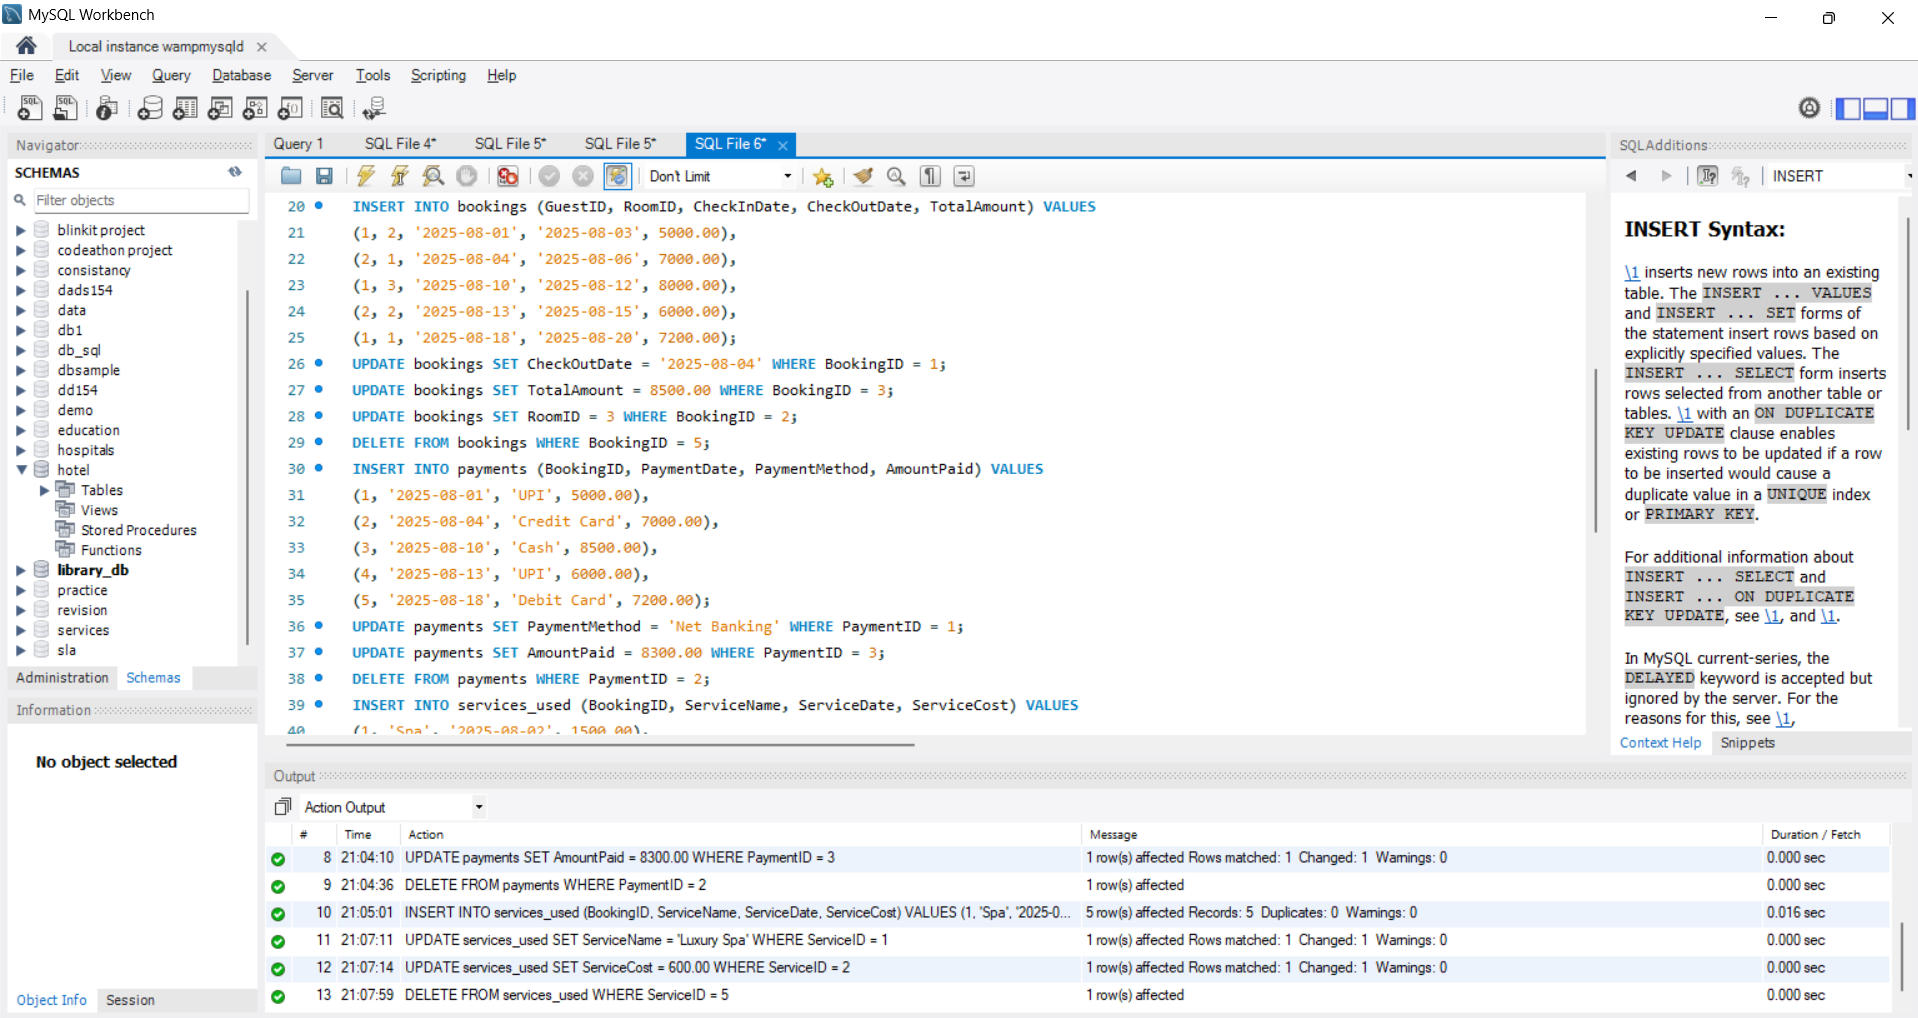 MySQL Workbench
Local instance wampmysqld
File Edit View Query Database Server Tools Scripting Help
Navigator
SCHEMAS
Filter objects
blinkit project
codeathon project
consistancy
dads154
data
db1
db_sql
dbsample
dd154
demo
education
hospitals
hotel
Tables
Views
Stored Procedures
Functions
library_db
practice
revision
services
sla
Administration Schemas
Information
No object selected
Object Info Session
Query 1 SQL File 4* SQL File 5* SQL File 5* SQL File 6*
Don't Limit
20 INSERT INTO bookings (GuestID, RoomID, CheckInDate, CheckOutDate, TotalAmount) VALUES
21 (1, 2, '2025-08-01', '2025-08-03', 5000.00),
22 (2, 1, '2025-08-04', '2025-08-06', 7000.00),
23 (1, 3, '2025-08-10', '2025-08-12', 8000.00),
24 (2, 2, '2025-08-13', '2025-08-15', 6000.00),
25 (1, 1, '2025-08-18', '2025-08-20', 7200.00);
26 UPDATE bookings SET CheckOutDate = '2025-08-04' WHERE BookingID = 1;
27 UPDATE bookings SET TotalAmount = 8500.00 WHERE BookingID = 3;
28 UPDATE bookings SET RoomID = 3 WHERE BookingID = 2;
29 DELETE FROM bookings WHERE BookingID = 5;
30 INSERT INTO payments (BookingID, PaymentDate, PaymentMethod, AmountPaid) VALUES
31 (1, '2025-08-01', 'UPI', 5000.00),
32 (2, '2025-08-04', 'Credit Card', 7000.00),
33 (3, '2025-08-10', 'Cash', 8500.00),
34 (4, '2025-08-13', 'UPI', 6000.00),
35 (5, '2025-08-18', 'Debit Card', 7200.00);
36 UPDATE payments SET PaymentMethod = 'Net Banking' WHERE PaymentID = 1;
37 UPDATE payments SET AmountPaid = 8300.00 WHERE PaymentID = 3;
38 DELETE FROM payments WHERE PaymentID = 2;
39 INSERT INTO services_used (BookingID, ServiceName, ServiceDate, ServiceCost) VALUES
40 (1, 'Spa', '2025-08-02', 1500.00),
SQLAdditions
INSERT
INSERT Syntax:
\1 inserts new rows into an existing
table. The INSERT ... VALUES
and INSERT ... SET forms of
the statement insert rows based on
explicitly specified values. The
INSERT ... SELECT form inserts
rows selected from another table or
tables. \1 with an ON DUPLICATE
KEY UPDATE clause enables
existing rows to be updated if a row
to be inserted would cause a
duplicate value in a UNIQUE index
or PRIMARY KEY.
For additional information about
INSERT ... SELECT and
INSERT ... ON DUPLICATE
KEY UPDATE, see \1, and \1.
In MySQL current-series, the
DELAYED keyword is accepted but
ignored by the server. For the
reasons for this, see \1,
Context Help Snippets
Output
Action Output
# Time Action Message Duration / Fetch
8 21:04:10 UPDATE payments SET AmountPaid = 8300.00 WHERE PaymentID = 3 1 row(s) affected Rows matched: 1 Changed: 1 Warnings: 0 0.000 sec
9 21:04:36 DELETE FROM payments WHERE PaymentID = 2 1 row(s) affected 0.000 sec
10 21:05:01 INSERT INTO services_used (BookingID, ServiceName, ServiceDate, ServiceCost) VALUES (1, 'Spa', '2025-0... 5 row(s) affected Records: 5 Duplicates: 0 Warnings: 0 0.016 sec
11 21:07:11 UPDATE services_used SET ServiceName = 'Luxury Spa' WHERE ServiceID = 1 1 row(s) affected Rows matched: 1 Changed: 1 Warnings: 0 0.000 sec
12 21:07:14 UPDATE services_used SET ServiceCost = 600.00 WHERE ServiceID = 2 1 row(s) affected Rows matched: 1 Changed: 1 Warnings: 0 0.000 sec
13 21:07:59 DELETE FROM services_used WHERE ServiceID = 5 1 row(s) affected 0.000 sec